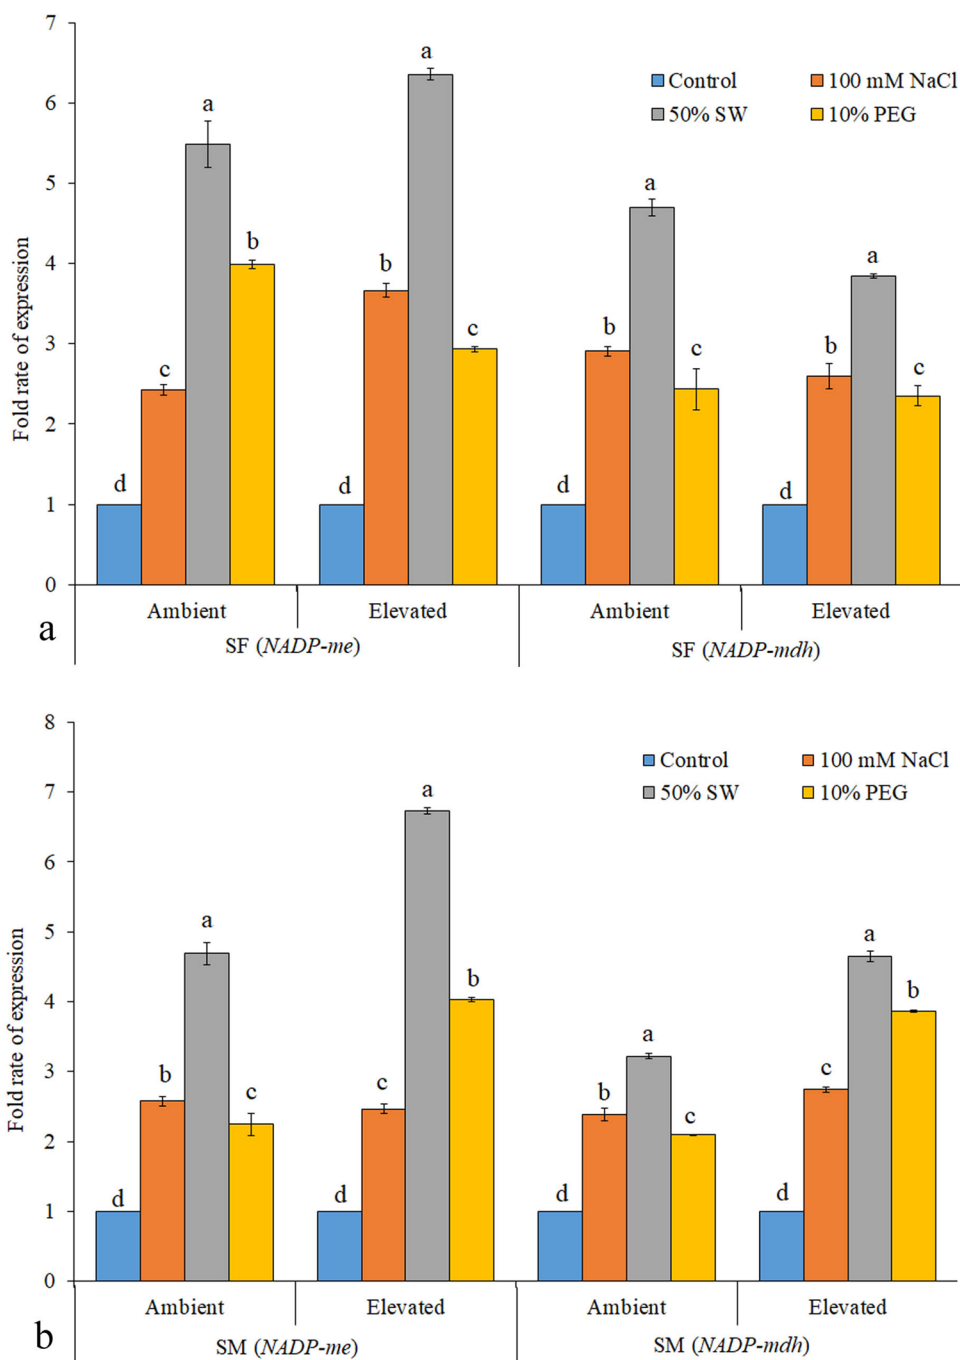 7
6
5
4
3
2
1
0
Fold rate of expression
Control
100 mM NaCl
50% SW
10% PEG
d
c
a
b
d
b
a
c
d
b
a
c
d
b
a
c
Ambient
Elevated
Ambient
Elevated
SF (NADP-me)
SF (NADP-mdh)
a
8
7
6
5
4
3
2
1
0
Fold rate of expression
Control
100 mM NaCl
50% SW
10% PEG
d
b
a
c
d
c
a
b
d
b
a
c
d
c
a
b
Ambient
Elevated
Ambient
Elevated
SM (NADP-me)
SM (NADP-mdh)
b